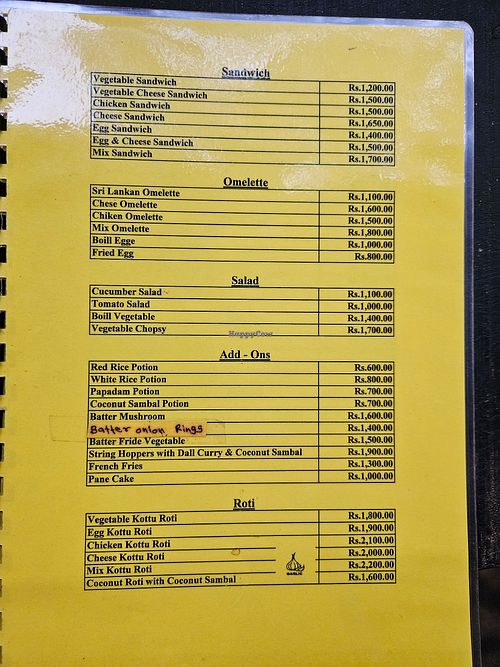 Sandwich
Vegetable Sandwich Rs.1,200.00
Vegetable Cheese Sandwich Rs.1,500.00
Chicken Sandwich Rs.1,500.00
Cheese Sandwich Rs.1,650.00
Egg Sandwich Rs.1,400.00
Egg & Cheese Sandwich Rs.1,500.00
Mix Sandwich Rs.1,700.00
Omelette
Sri Lankan Omelette Rs.1,100.00
Chese Omelette Rs.1,600.00
Chiken Omelette Rs.1,500.00
Mix Omelette Rs.1,800.00
Boill Egge Rs.1,000.00
Fried Egg Rs.800.00
Salad
Cucumber Salad Rs.1,100.00
Tomato Salad Rs.1,000.00
Boill Vegetable Rs.1,400.00
Vegetable Chopsy Rs.1,700.00
HappyCow
Add - Ons
Red Rice Potion Rs.600.00
White Rice Potion Rs.800.00
Papadam Potion Rs.700.00
Coconut Sambal Potion Rs.700.00
Batter Mushroom Rs.1,600.00
Batter onion Rings Rs.1,400.00
Batter Fride Vegetable Rs.1,500.00
String Hoppers with Dall Curry & Coconut Sambal Rs.1,900.00
French Fries Rs.1,300.00
Pane Cake Rs.1,000.00
Roti
Vegetable Kottu Roti Rs.1,800.00
Egg Kottu Roti Rs.1,900.00
Chicken Kottu Roti Rs.2,100.00
Cheese Kottu Roti Rs.2,000.00
Mix Kottu Roti Rs.2,200.00
Coconut Roti with Coconut Sambal Rs.1,600.00
GARLIC